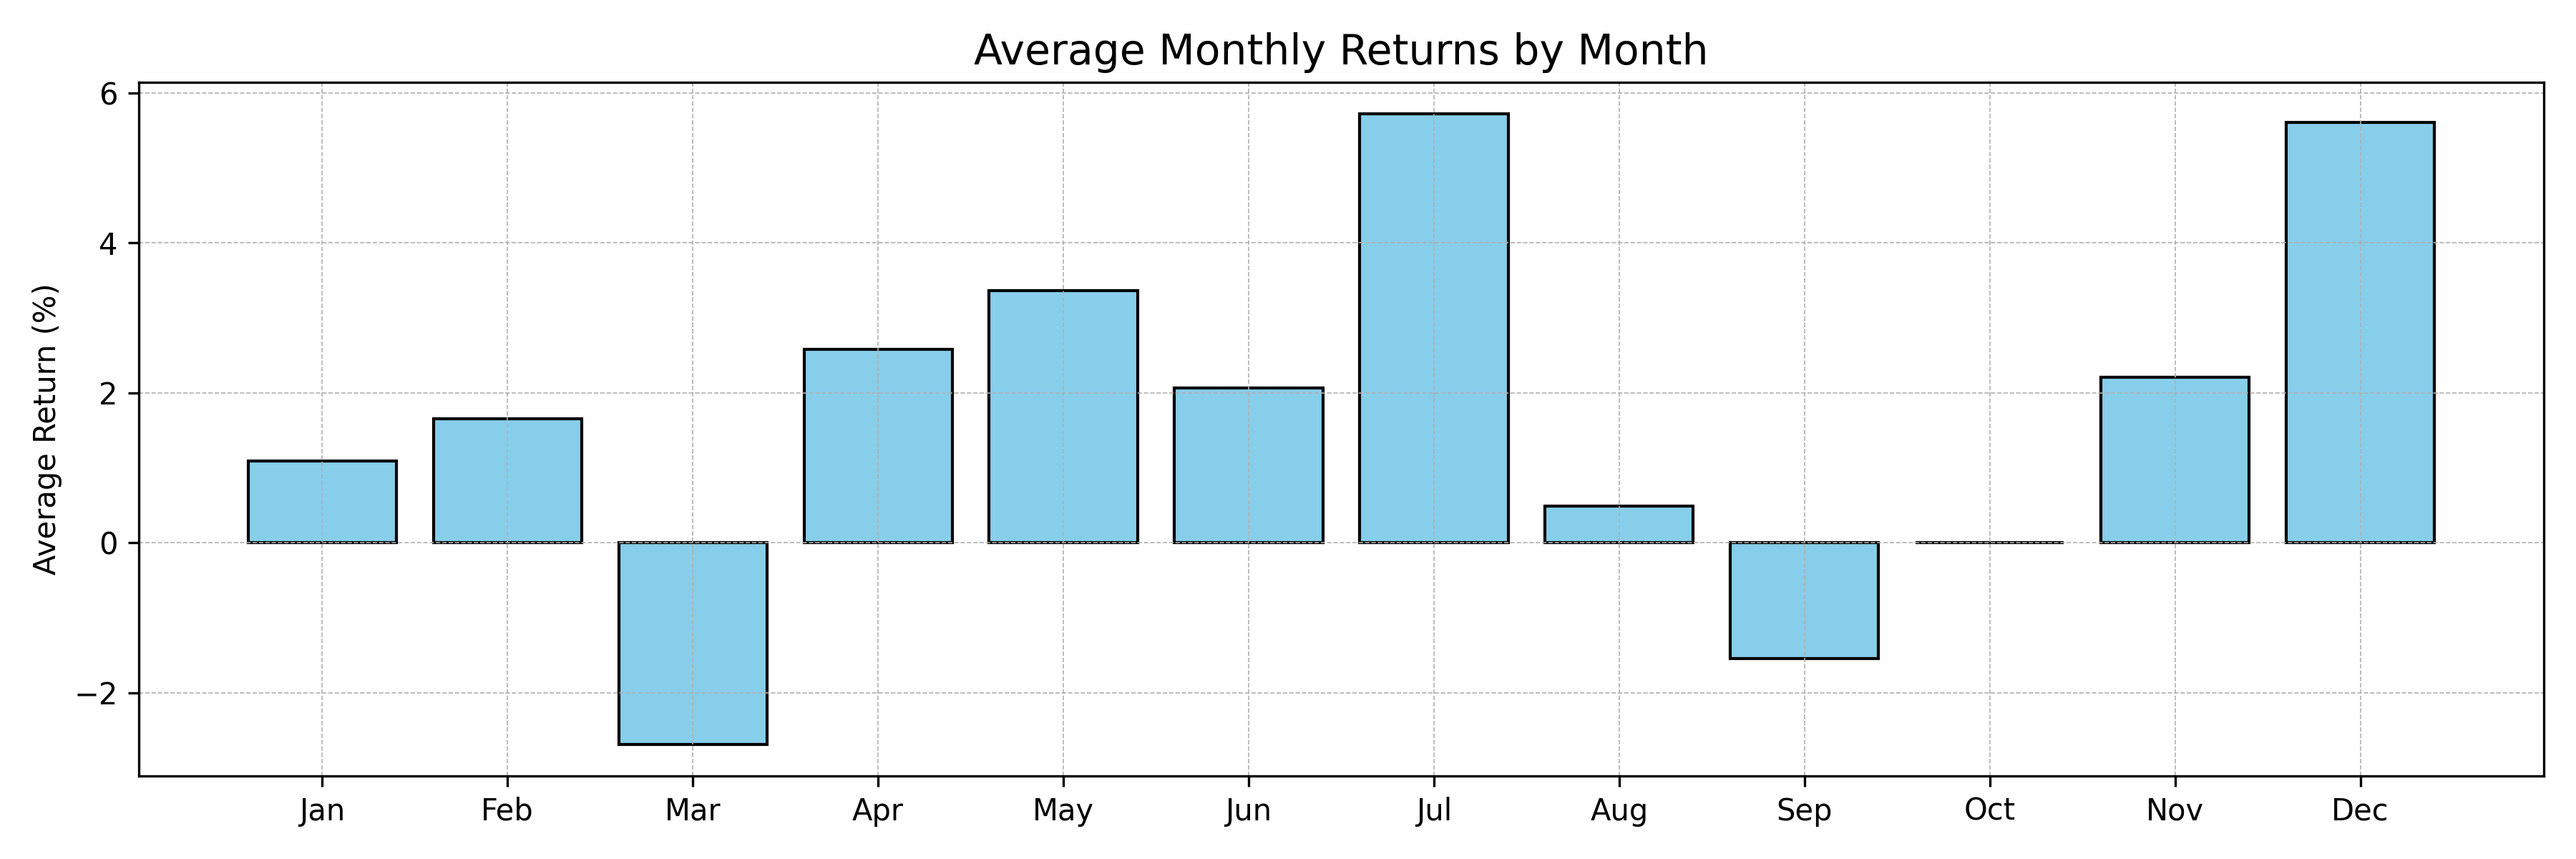 Average Monthly Returns by Month
Average Return (%)
6
4
2
0
−2
Jan Feb Mar Apr May Jun Jul Aug Sep Oct Nov Dec